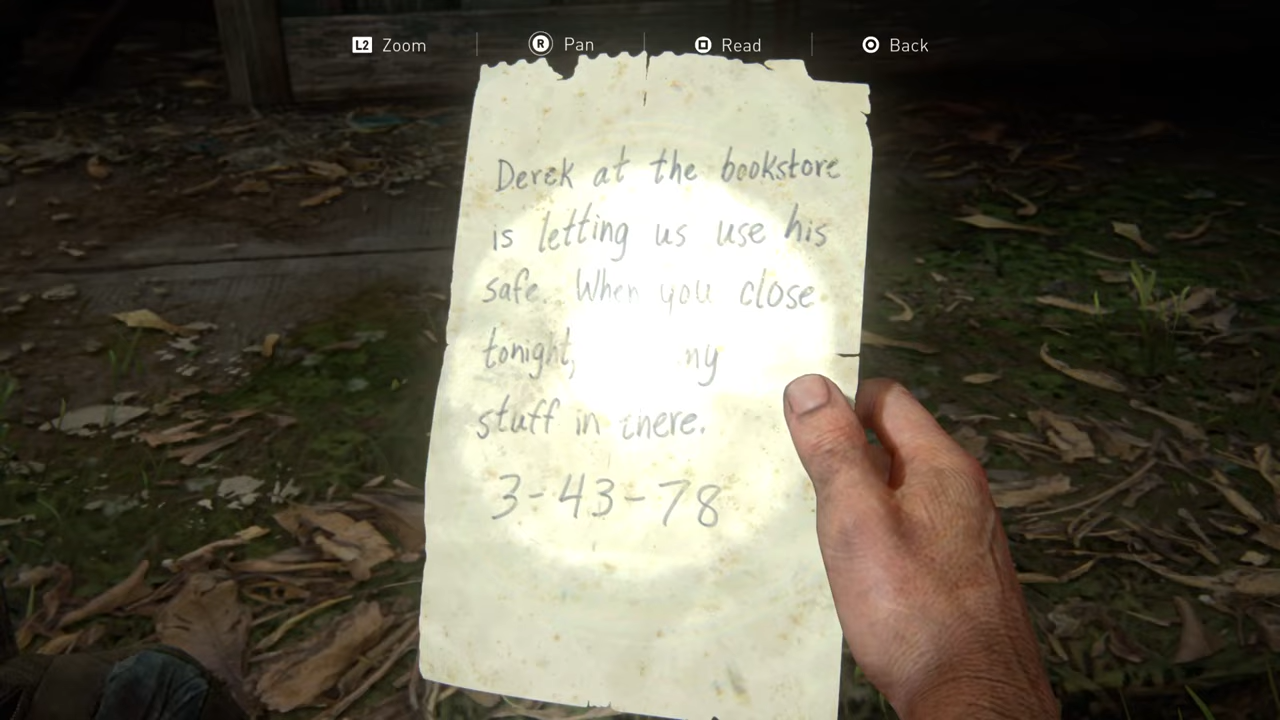 L2 Zoom R Pan Read Back
Derek at the bookstore
is letting us use his
safe. When you close
tonight, my
stuff in there.
3-43-78